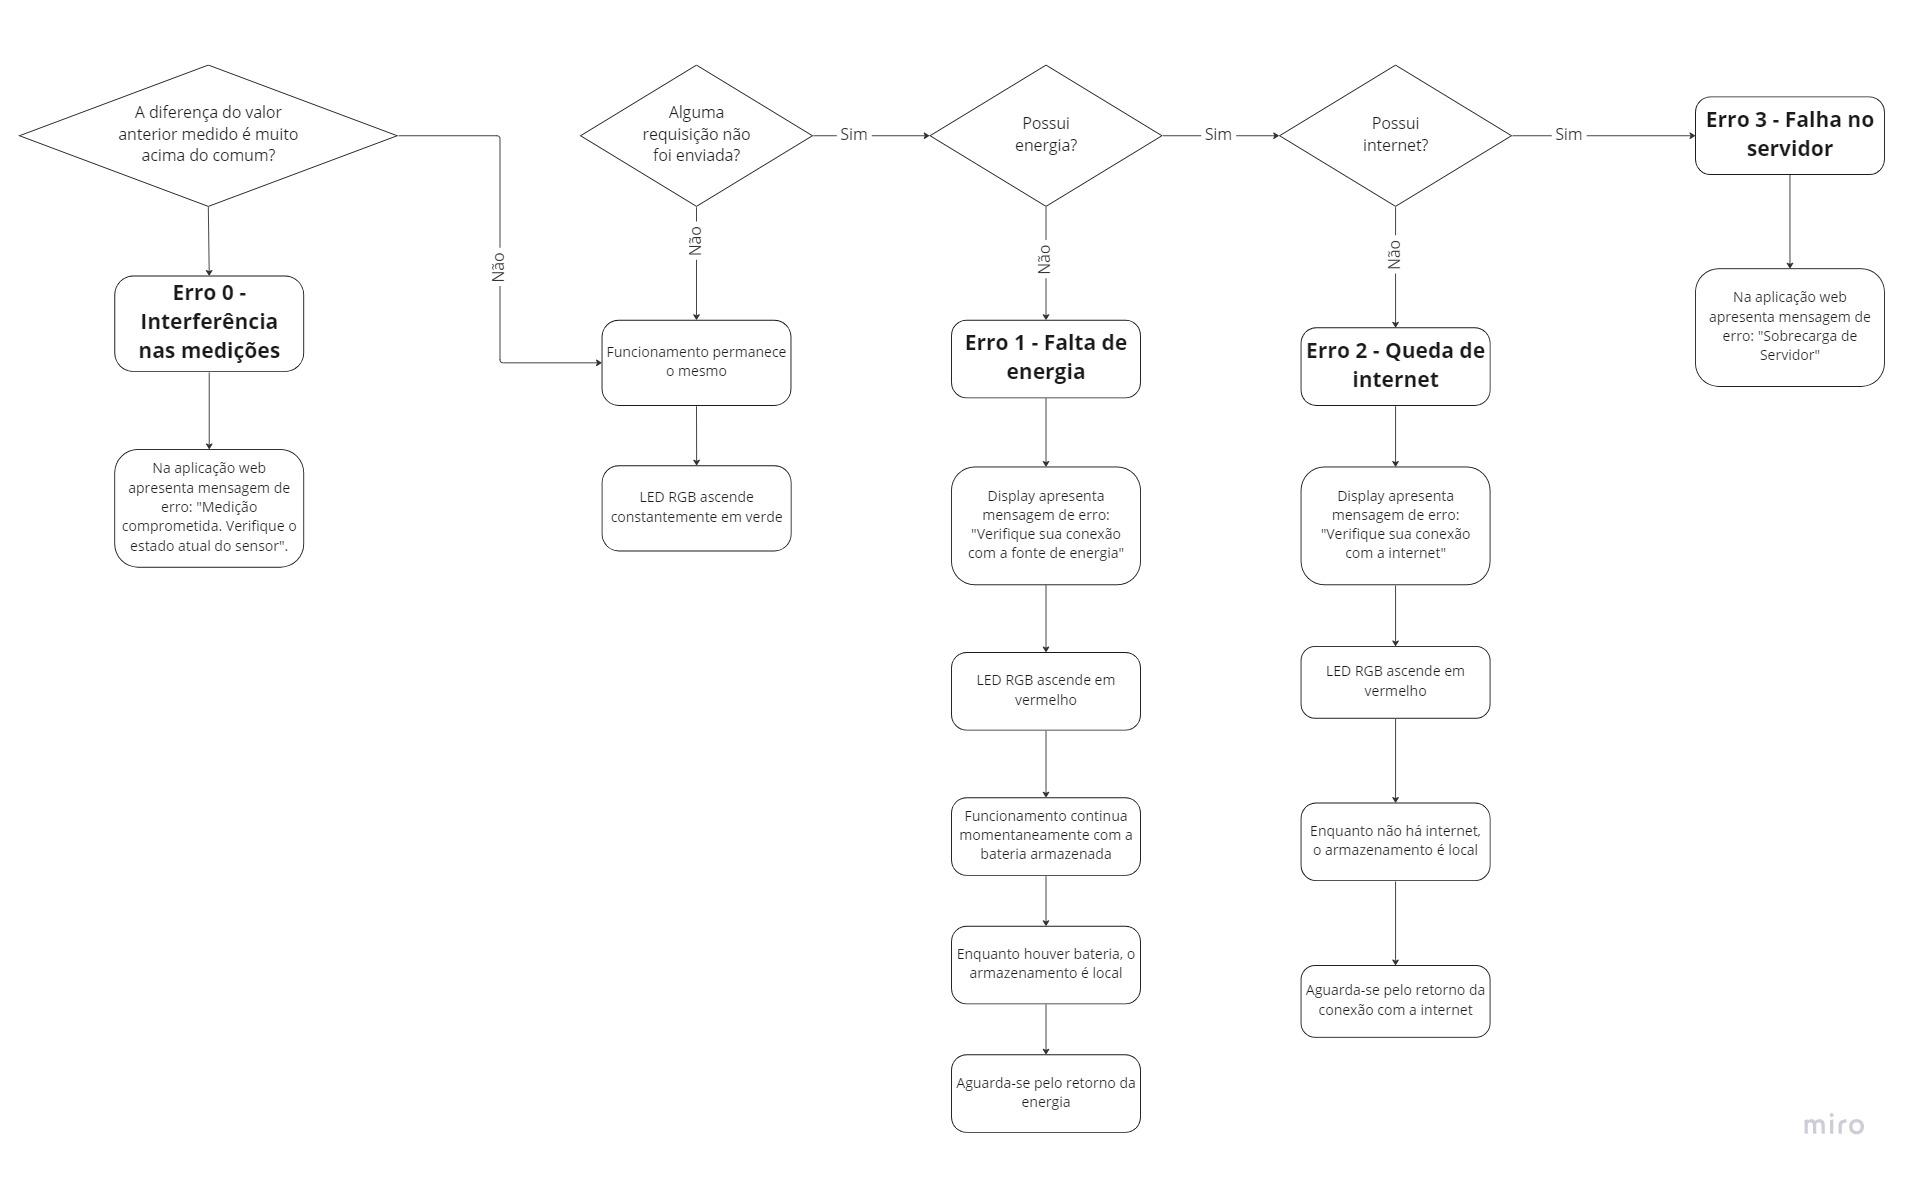 A diferença do valor
anterior medido é muito
acima do comum?
Não
Erro 0 -
Interferência
nas medições
Na aplicação web
apresenta mensagem de
erro: "Medição
comprometida. Verifique o
estado atual do sensor".
Alguma
requisição não
foi enviada?
Sim
Não
Funcionamento permanece
o mesmo
LED RGB ascende
constantemente em verde
Possui
energia?
Sim
Não
Erro 1 - Falta de
energia
Display apresenta
mensagem de erro:
"Verifique sua conexão
com a fonte de energia"
LED RGB ascende em
vermelho
Funcionamento continua
momentaneamente com a
bateria armazenada
Enquanto houver bateria, o
armazenamento é local
Aguarda-se pelo retorno da
energia
Possui
internet?
Sim
Não
Erro 2 - Queda de
internet
Display apresenta
mensagem de erro:
"Verifique sua conexão
com a internet"
LED RGB ascende em
vermelho
Enquanto não há internet,
o armazenamento é local
Aguarda-se pelo retorno da
conexão com a internet
Erro 3 - Falha no
servidor
Na aplicação web
apresenta mensagem de
erro: "Sobrecarga de
Servidor"
miro